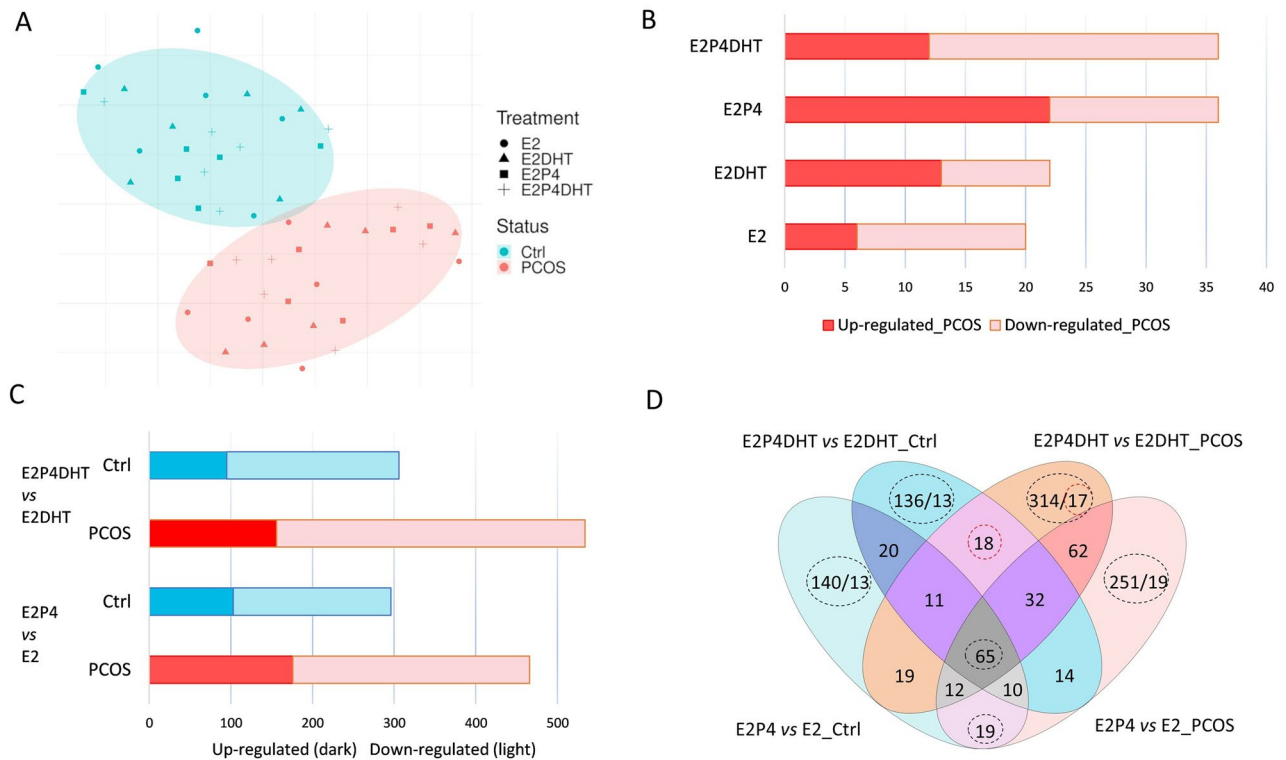 A
Treatment
E2
E2DHT
E2P4
E2P4DHT
Status
Ctrl
PCOS
B
E2P4DHT
E2P4
E2DHT
E2
0 5 10 15 20 25 30 35 40
Up-regulated_PCOS Down-regulated_PCOS
C
E2P4DHT
vs
E2DHT
Ctrl
PCOS
E2P4
vs
E2
Ctrl
PCOS
0 100 200 300 400 500
Up-regulated (dark) Down-regulated (light)
D
E2P4DHT vs E2DHT_Ctrl
E2P4DHT vs E2DHT_PCOS
136/13
314/17
20
18
62
140/13
251/19
11
32
65
19
12
10
14
19
E2P4 vs E2_Ctrl
E2P4 vs E2_PCOS